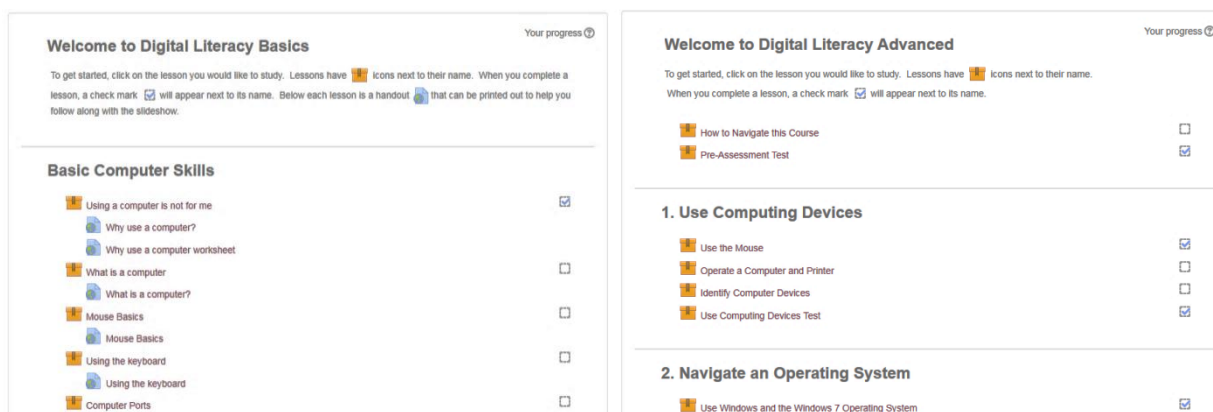 Your progress
Welcome to Digital Literacy Basics
To get started, click on the lesson you would like to study. Lessons have icons next to their name. When you complete a
lesson, a check mark will appear next to its name. Below each lesson is a handout that can be printed out to help you
follow along with the slideshow.
Basic Computer Skills
Using a computer is not for me
Why use a computer?
Why use a computer worksheet
What is a computer
What is a computer?
Mouse Basics
Mouse Basics
Using the keyboard
Using the keyboard
Computer Ports
Your progress
Welcome to Digital Literacy Advanced
To get started, click on the lesson you would like to study. Lessons have icons next to their name.
When you complete a lesson, a check mark will appear next to its name.
How to Navigate this Course
Pre-Assessment Test
1. Use Computing Devices
Use the Mouse
Operate a Computer and Printer
Identify Computer Devices
Use Computing Devices Test
2. Navigate an Operating System
Use Windows and the Windows 7 Operating System